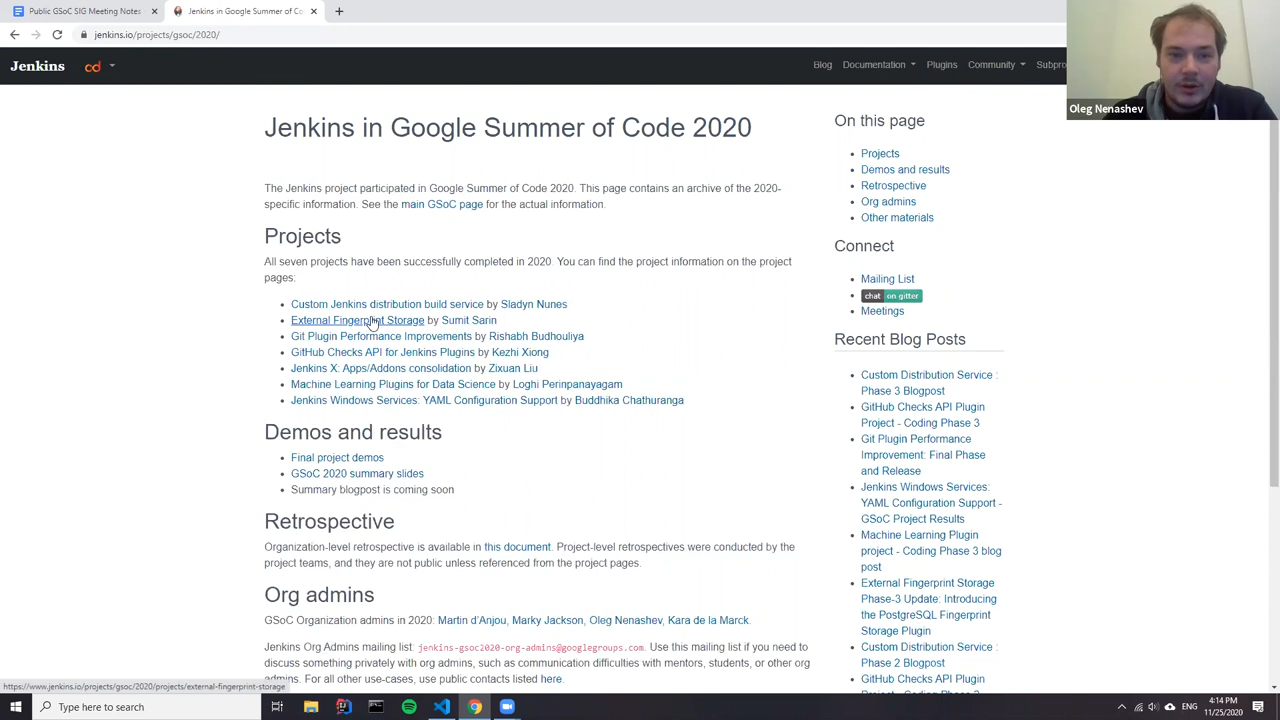 Public GSoC SIG Meeting Notes
Jenkins in Google Summer of Co
jenkins.io/projects/gsoc/2020/
Jenkins
cd
Blog
Documentation
Plugins
Community
Subpro
Oleg Nenashev
Jenkins in Google Summer of Code 2020
The Jenkins project participated in Google Summer of Code 2020. This page contains an archive of the 2020-
specific information. See the main GSoC page for the actual information.
Projects
All seven projects have been successfully completed in 2020. You can find the project information on the project
pages:
Custom Jenkins distribution build service by Sladyn Nunes
External Fingerprint Storage by Sumit Sarin
Git Plugin Performance Improvements by Rishabh Budhouliya
GitHub Checks API for Jenkins Plugins by Kezhi Xiong
Jenkins X: Apps/Addons consolidation by Zixuan Liu
Machine Learning Plugins for Data Science by Loghi Perinpanayagam
Jenkins Windows Services: YAML Configuration Support by Buddhika Chathuranga
Demos and results
Final project demos
GSoC 2020 summary slides
Summary blogpost is coming soon
Retrospective
Organization-level retrospective is available in this document. Project-level retrospectives were conducted by the
project teams, and they are not public unless referenced from the project pages.
Org admins
GSoC Organization admins in 2020: Martin d'Anjou, Marky Jackson, Oleg Nenashev, Kara de la Marck.
Jenkins Org Admins mailing list: jenkins-gsoc2020-org-admins@googlegroups.com. Use this mailing list if you need to
discuss something privately with org admins, such as communication difficulties with mentors, students, or other org
admins. For all other use-cases, use public contacts listed here.
On this page
Projects
Demos and results
Retrospective
Org admins
Other materials
Connect
Mailing List
chat on gitter
Meetings
Recent Blog Posts
Custom Distribution Service :
Phase 3 Blogpost
GitHub Checks API Plugin
Project - Coding Phase 3
Git Plugin Performance
Improvement: Final Phase
and Release
Jenkins Windows Services:
YAML Configuration Support -
GSoC Project Results
Machine Learning Plugin
project - Coding Phase 3 blog
post
External Fingerprint Storage
Phase-3 Update: Introducing
the PostgreSQL Fingerprint
Storage Plugin
Custom Distribution Service :
Phase 2 Blogpost
GitHub Checks API Plugin
Project - Coding Phase 2
https://www.jenkins.io/projects/gsoc/2020/projects/external-fingerprint-storage
Type here to search
4:14 PM
11/25/2020